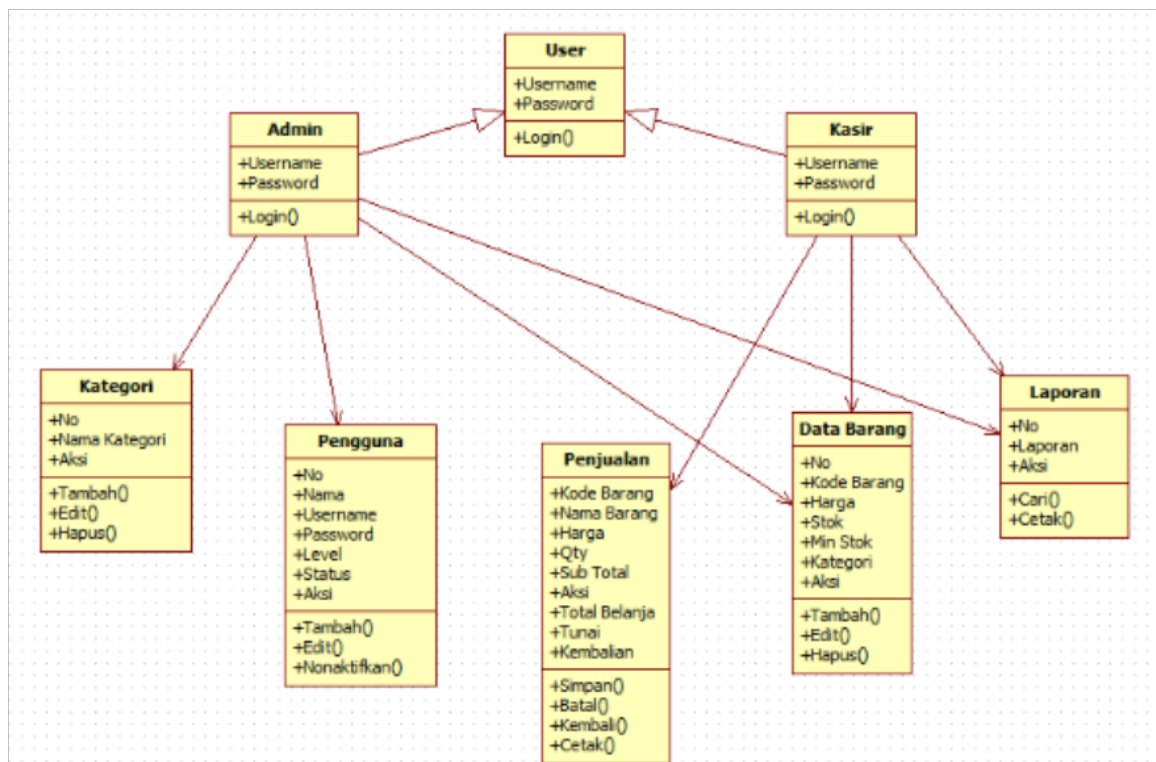 User
+Username
+Password
+Login()
Admin
+Username
+Password
+Login()
Kasir
+Username
+Password
+Login()
Kategori
+No
+Nama Kategori
+Aksi
+Tambah()
+Edit()
+Hapus()
Pengguna
+No
+Nama
+Username
+Password
+Level
+Status
+Aksi
+Tambah()
+Edit()
+Nonaktifkan()
Penjualan
+Kode Barang
+Nama Barang
+Harga
+Qty
+Sub Total
+Aksi
+Total Belanja
+Tunai
+Kembalian
+Simpan()
+Batal()
+Kembali()
+Cetak()
Data Barang
+No
+Kode Barang
+Harga
+Stok
+Min Stok
+Kategori
+Aksi
+Tambah()
+Edit()
+Hapus()
Laporan
+No
+Laporan
+Aksi
+Cari()
+Cetak()